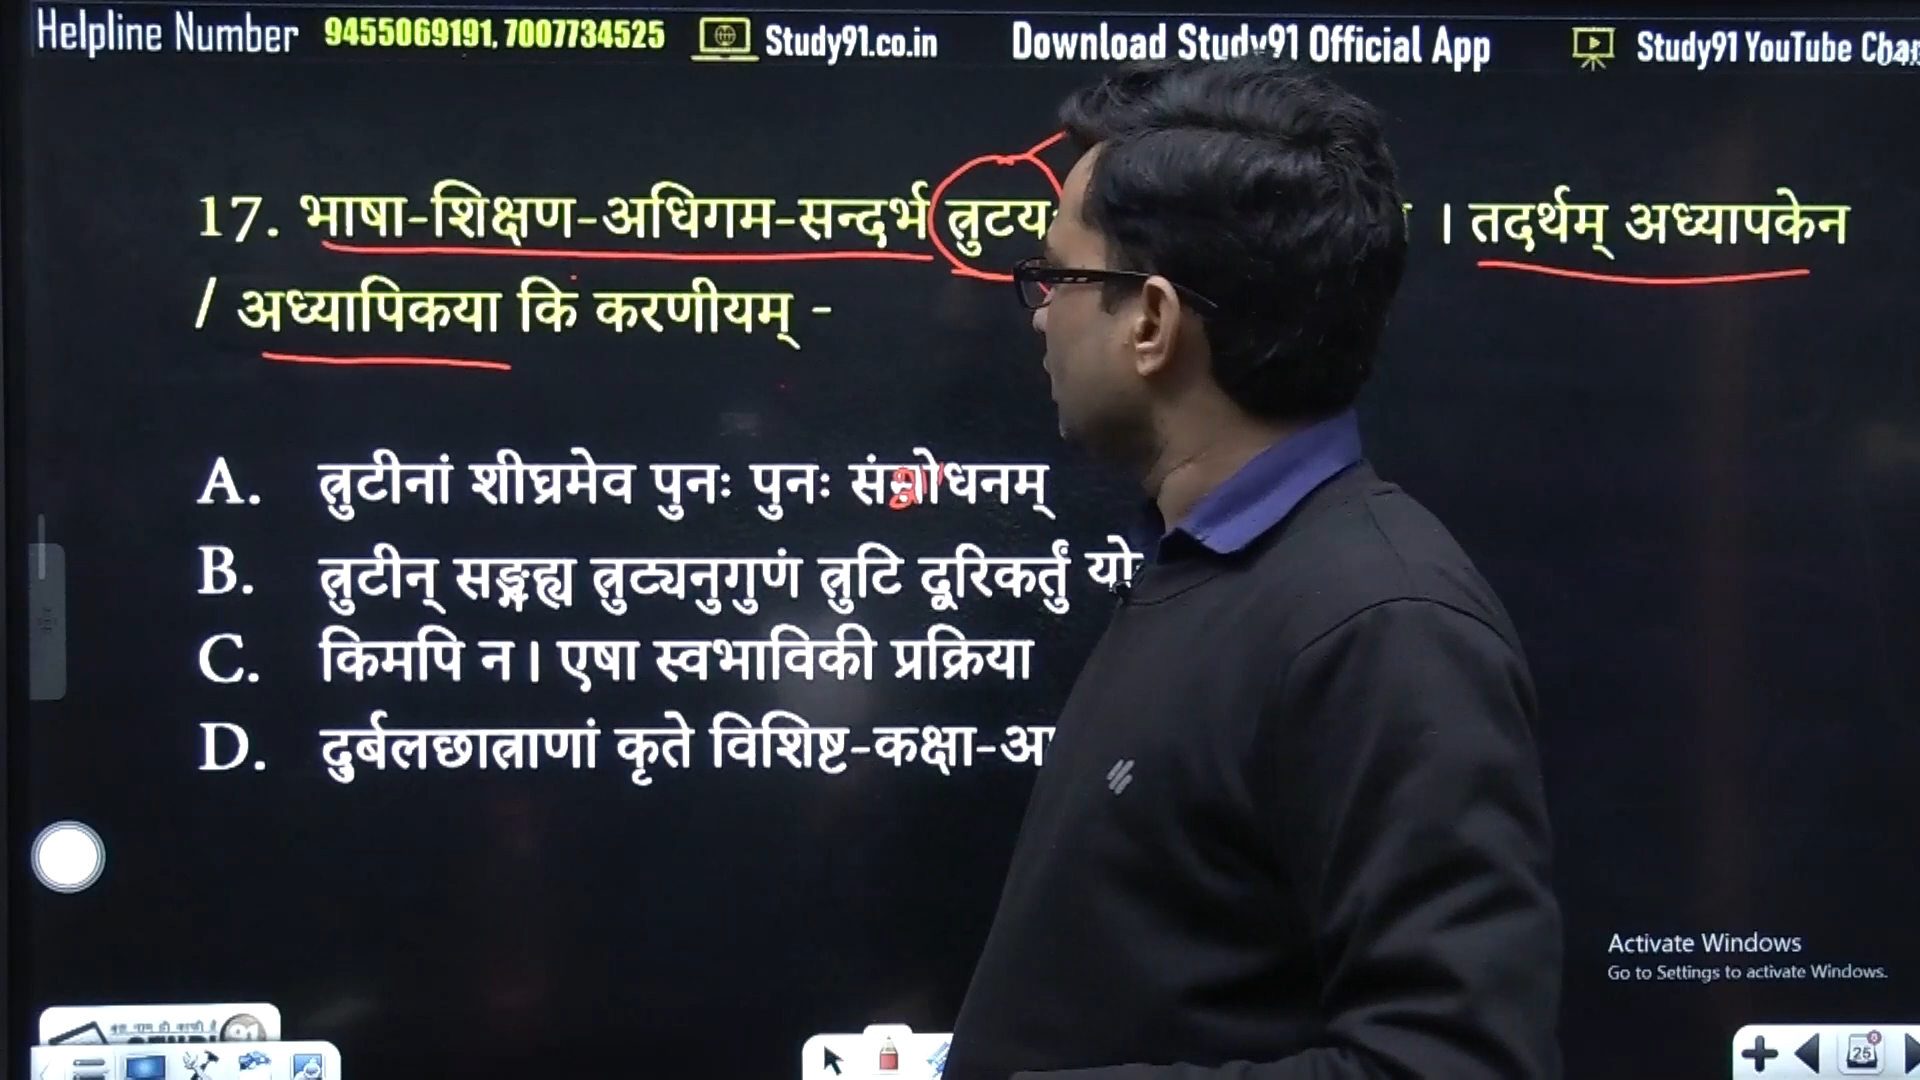 Helpline Number 9455069191, 7007734525 Study91.co.in Download Study91 Official App Study91 YouTube
17. भाषा-शिक्षण-अधिगम-सन्दर्भ । तदर्थम् अध्यापकेन
/ अध्यापिकया किं करणीयम् -
A. त्रुटीनां शीघ्रमेव पुनः पुनः
B. त्रुटीन् सङ्गृह्य त्रुट्यनुगुणं त्रुटि दूरिकर्तुं
C. किमपि न । एषा स्वभाविकी प्रक्रिया
D. दुर्बलछात्राणां कृते विशिष्ट-कक्षा-
Activate Windows
Go to Settings to activate Windows.
91
25